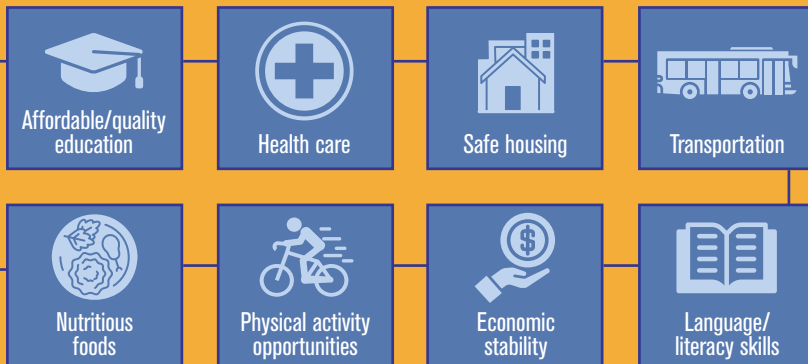 Affordable/quality
education
Health care
Safe housing
Transportation
Nutritious
foods
Physical activity
opportunities
Economic
stability
Language/
literacy skills